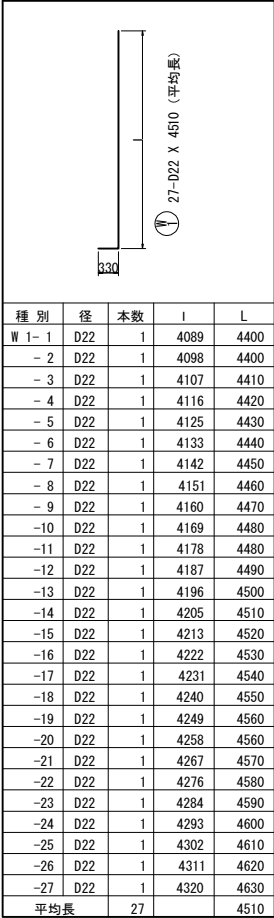 l
W1 27-D22 X 4510 (平均長)
330
種 別 径 本数 l L
W 1- 1 D22 1 4089 4400
- 2 D22 1 4098 4400
- 3 D22 1 4107 4410
- 4 D22 1 4116 4420
- 5 D22 1 4125 4430
- 6 D22 1 4133 4440
- 7 D22 1 4142 4450
- 8 D22 1 4151 4460
- 9 D22 1 4160 4470
-10 D22 1 4169 4480
-11 D22 1 4178 4480
-12 D22 1 4187 4490
-13 D22 1 4196 4500
-14 D22 1 4205 4510
-15 D22 1 4213 4520
-16 D22 1 4222 4530
-17 D22 1 4231 4540
-18 D22 1 4240 4550
-19 D22 1 4249 4560
-20 D22 1 4258 4560
-21 D22 1 4267 4570
-22 D22 1 4276 4580
-23 D22 1 4284 4590
-24 D22 1 4293 4600
-25 D22 1 4302 4610
-26 D22 1 4311 4620
-27 D22 1 4320 4630
平均長 27 4510